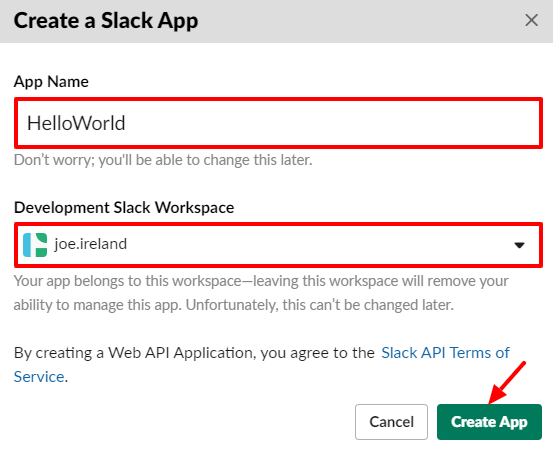 Create a Slack App
App Name
HelloWorld
Don't worry; you'll be able to change this later.
Development Slack Workspace
joe.ireland
Your app belongs to this workspace—leaving this workspace will remove your
ability to manage this app. Unfortunately, this can't be changed later.
By creating a Web API Application, you agree to the Slack API Terms of
Service.
Cancel
Create App